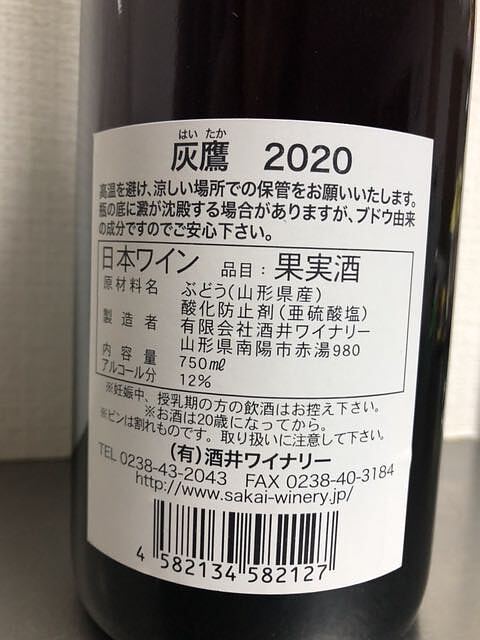 はい たか
灰鷹 2020
高温を避け、涼しい場所での保管をお願いいたします。
瓶の底に澱が沈殿する場合がありますが、ブドウ由来
の成分ですのでご安心下さい。
日本ワイン 品目：果実酒
原材料名 ぶどう(山形県産)
酸化防止剤(亜硫酸塩)
製造者 有限会社酒井ワイナリー
山形県南陽市赤湯980
内容量 750㎖
アルコール分 12%
※妊娠中、授乳期の方の飲酒はお控え下さい。
※お酒は20歳になってから。
※ビンは割れものです。取り扱いに注意して下さい。
(有)酒井ワイナリー
TEL 0238-43-2043 FAX 0238-40-3184
http://www.sakai-winery.jp/
4 582134 582127